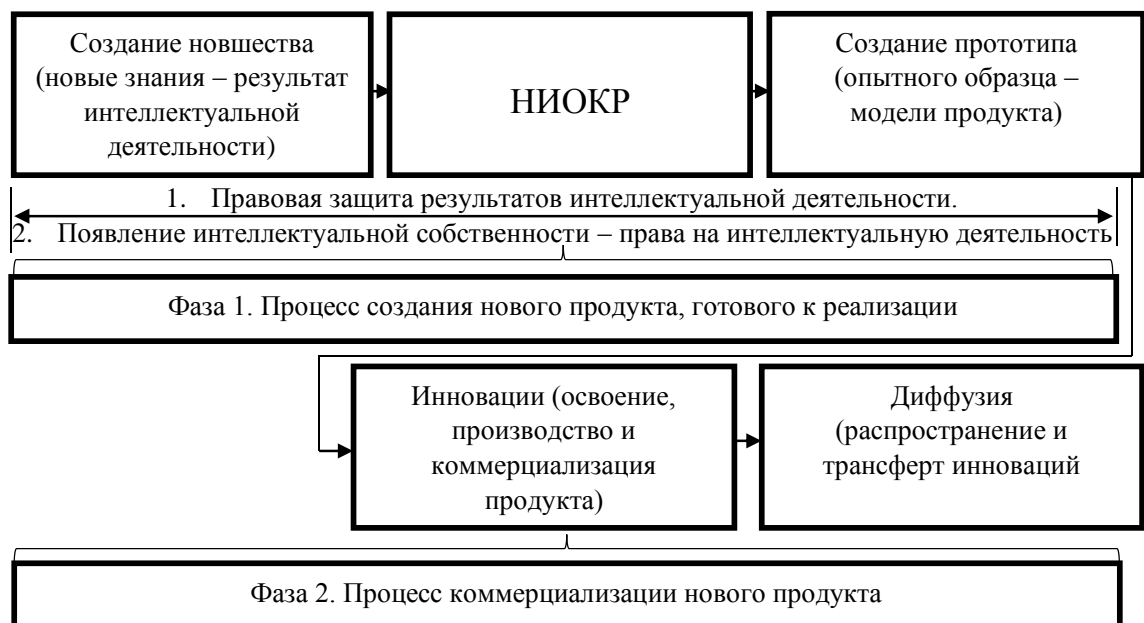 Создание новшества
(новые знания – результат
интеллектуальной
деятельности)
НИОКР
Создание прототипа
(опытного образца –
модели продукта)
1. Правовая защита результатов интеллектуальной деятельности.
2. Появление интеллектуальной собственности – права на интеллектуальную деятельность
Фаза 1. Процесс создания нового продукта, готового к реализации
Инновации (освоение,
производство и
коммерциализация
продукта)
Диффузия
(распространение и
трансферт инноваций
Фаза 2. Процесс коммерциализации нового продукта